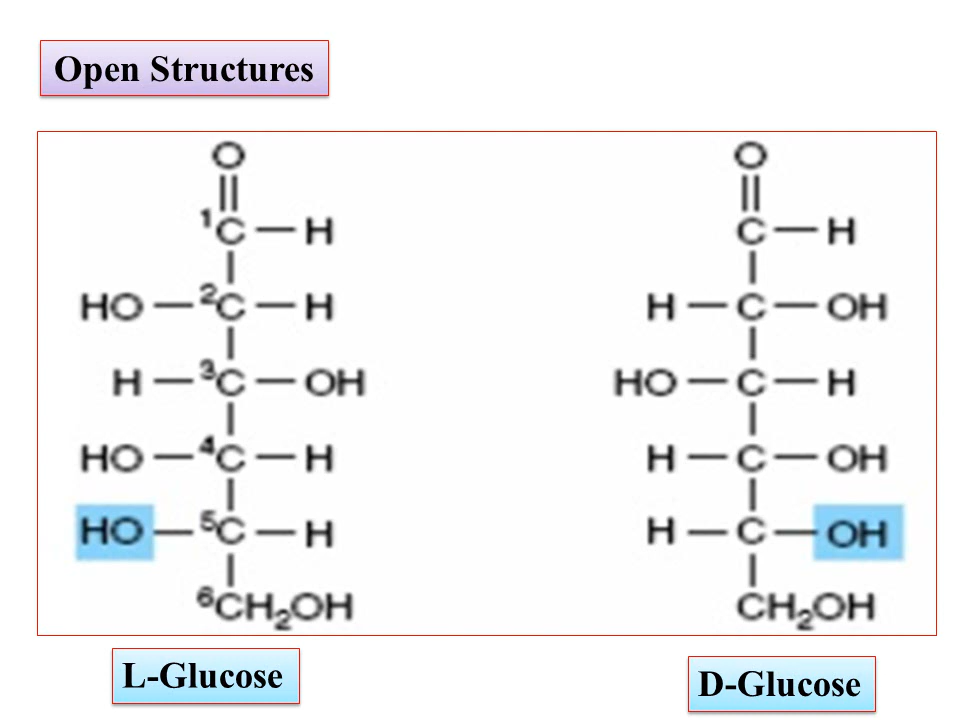 Open Structures
O O
¹C — H C — H
HO — ²C — H H — C — OH
H — ³C — OH HO — C — H
HO — ⁴C — H H — C — OH
HO — ⁵C — H H — C — OH
⁶CH₂OH CH₂OH
L-Glucose D-Glucose